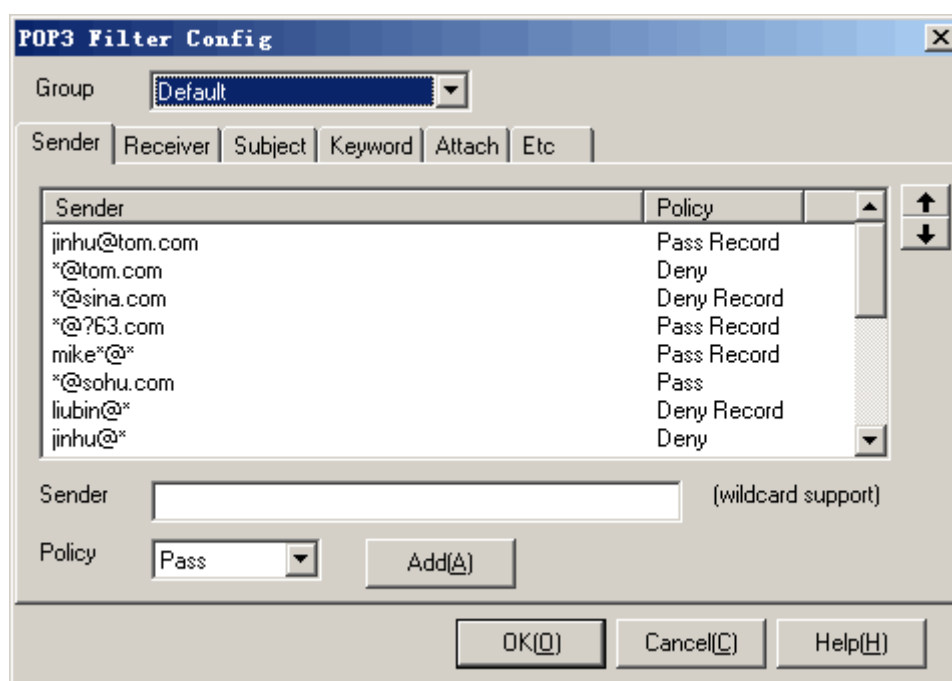 POP3 Filter Config
Group Default
Sender Receiver Subject Keyword Attach Etc
Sender Policy
jinhu@tom.com Pass Record
*@tom.com Deny
*@sina.com Deny Record
*@?63.com Pass Record
mike*@* Pass Record
*@sohu.com Pass
liubin@* Deny Record
jinhu@* Deny
Sender (wildcard support)
Policy Pass Add(A)
OK(O) Cancel(C) Help(H)